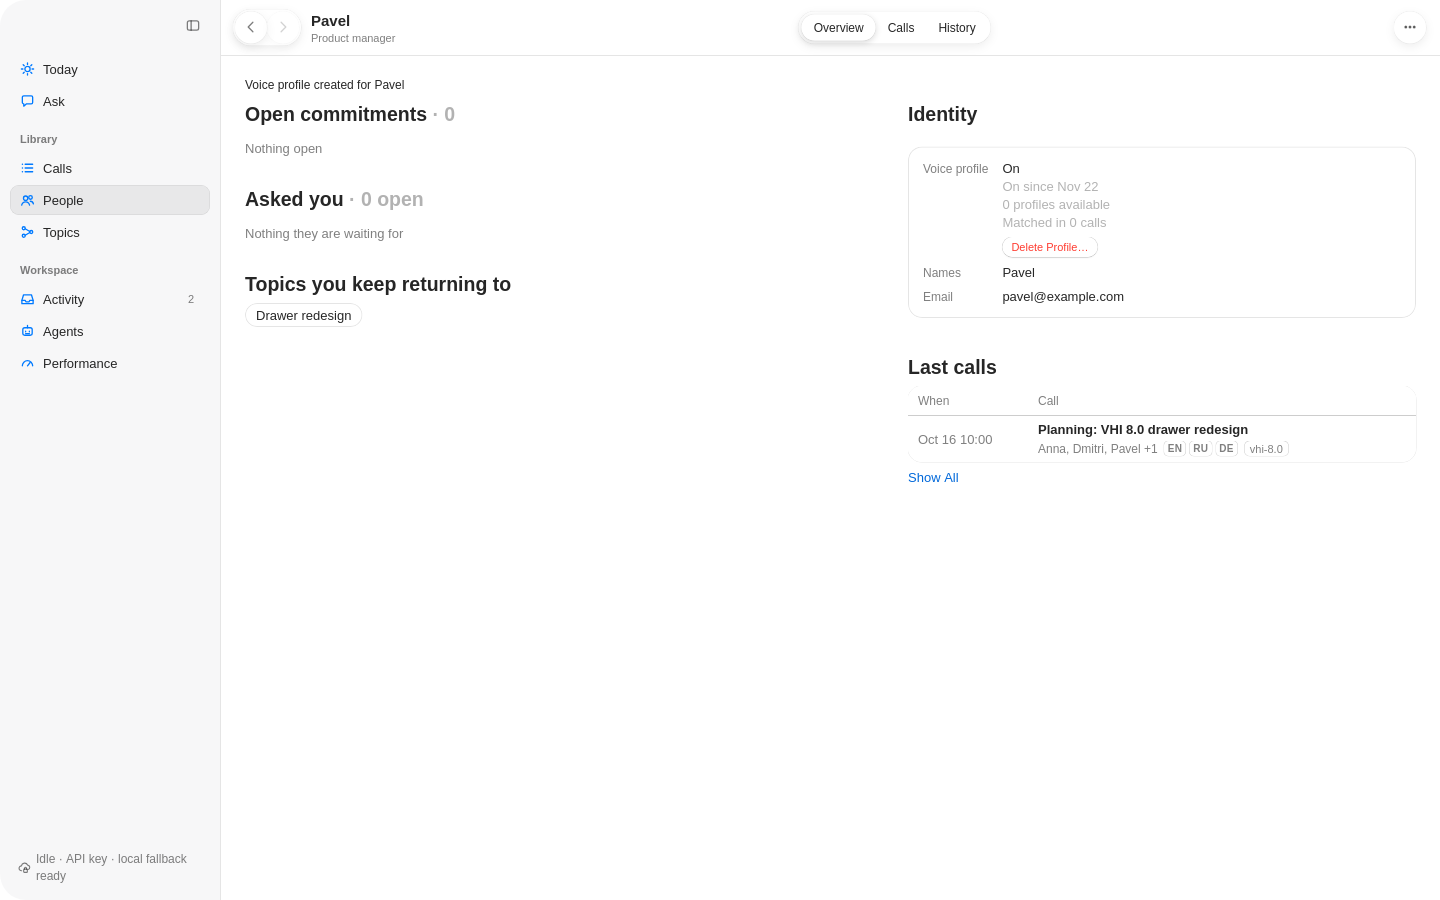 Today
Ask
Library
Calls
People
Topics
Workspace
Activity 2
Agents
Performance
Idle · API key · local fallback
ready
Pavel
Product manager
Overview Calls History
Voice profile created for Pavel
Open commitments · 0
Nothing open
Asked you · 0 open
Nothing they are waiting for
Topics you keep returning to
Drawer redesign
Identity
Voice profile On
On since Nov 22
0 profiles available
Matched in 0 calls
Delete Profile…
Names Pavel
Email pavel@example.com
Last calls
When Call
Oct 16 10:00 Planning: VHI 8.0 drawer redesign
Anna, Dmitri, Pavel +1 EN RU DE vhi-8.0
Show All